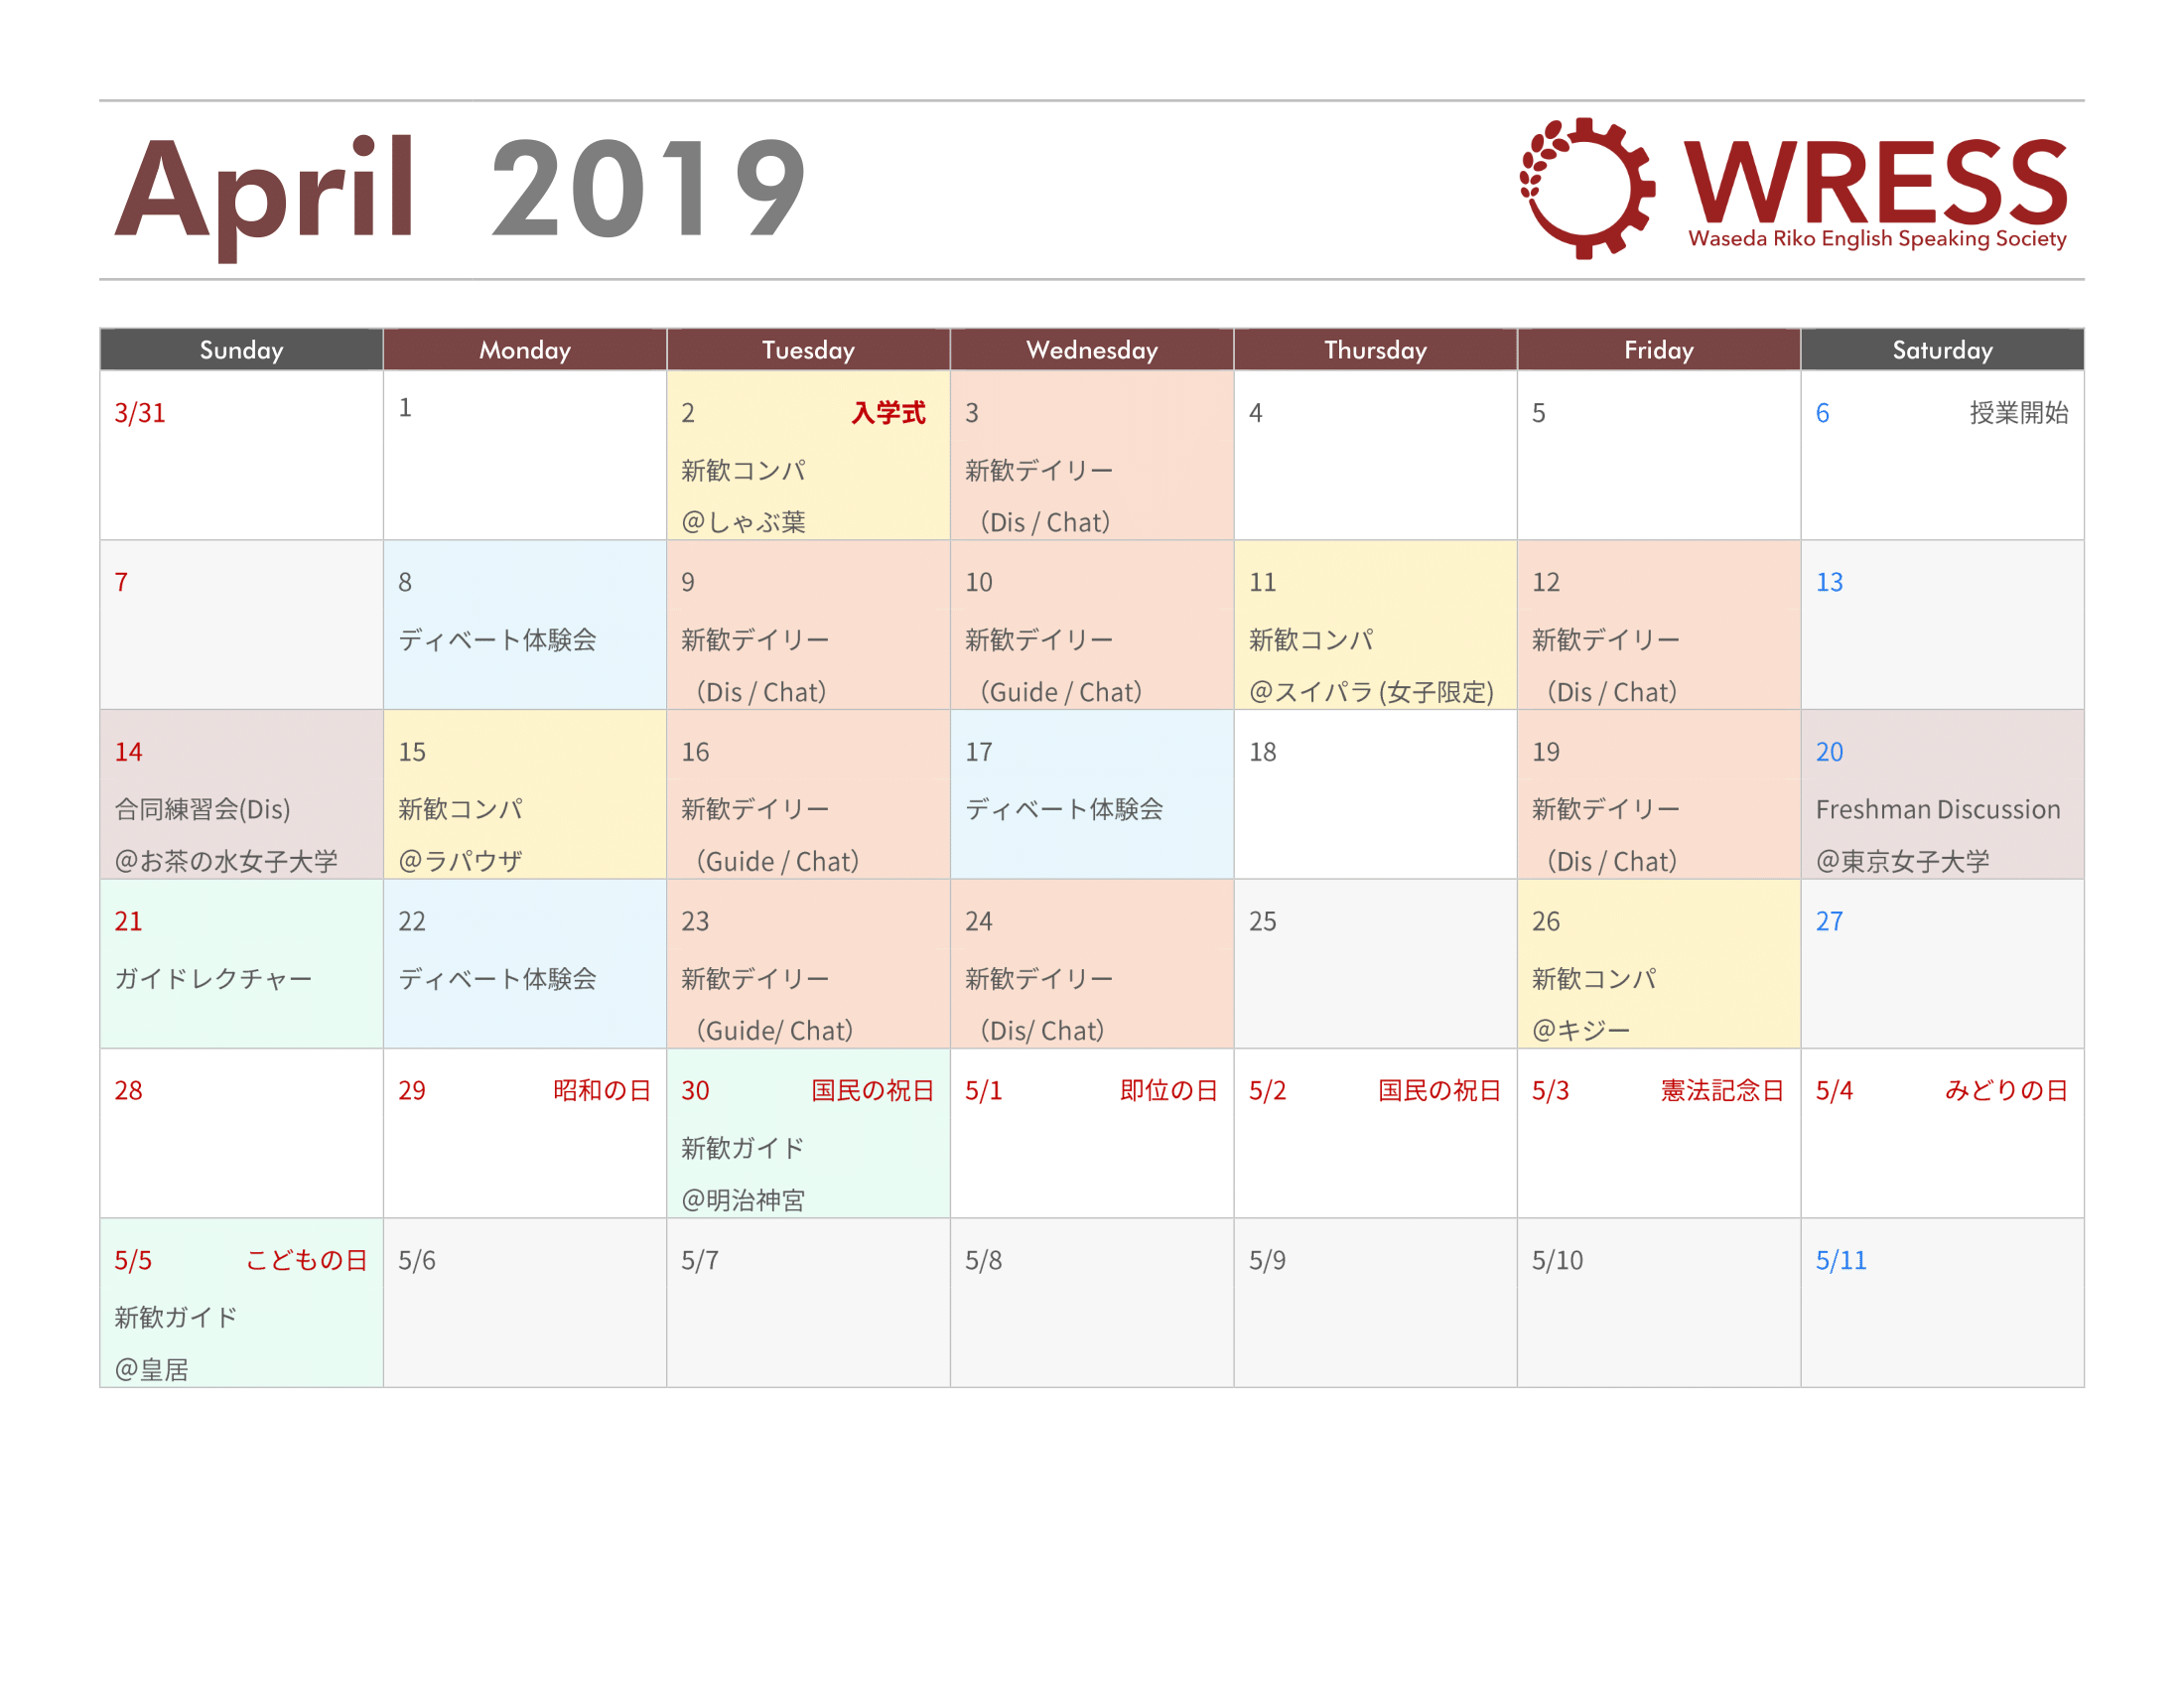 April 2019
WRESS
Waseda Riko English Speaking Society
Sunday Monday Tuesday Wednesday Thursday Friday Saturday
3/31
1
2 入学式
新歓コンパ
@しゃぶ葉
3
新歓デイリー
（Dis / Chat）
4
5
6 授業開始
7
8
ディベート体験会
9
新歓デイリー
（Dis / Chat）
10
新歓デイリー
（Guide / Chat）
11
新歓コンパ
@スイパラ (女子限定)
12
新歓デイリー
（Dis / Chat）
13
14
合同練習会(Dis)
@お茶の水女子大学
15
新歓コンパ
@ラパウザ
16
新歓デイリー
（Guide / Chat）
17
ディベート体験会
18
19
新歓デイリー
（Dis / Chat）
20
Freshman Discussion
@東京女子大学
21
ガイドレクチャー
22
ディベート体験会
23
新歓デイリー
（Guide/ Chat）
24
新歓デイリー
（Dis/ Chat）
25
26
新歓コンパ
@キジー
27
28
29 昭和の日
30 国民の祝日
新歓ガイド
@明治神宮
5/1 即位の日
5/2 国民の祝日
5/3 憲法記念日
5/4 みどりの日
5/5 こどもの日
新歓ガイド
@皇居
5/6
5/7
5/8
5/9
5/10
5/11